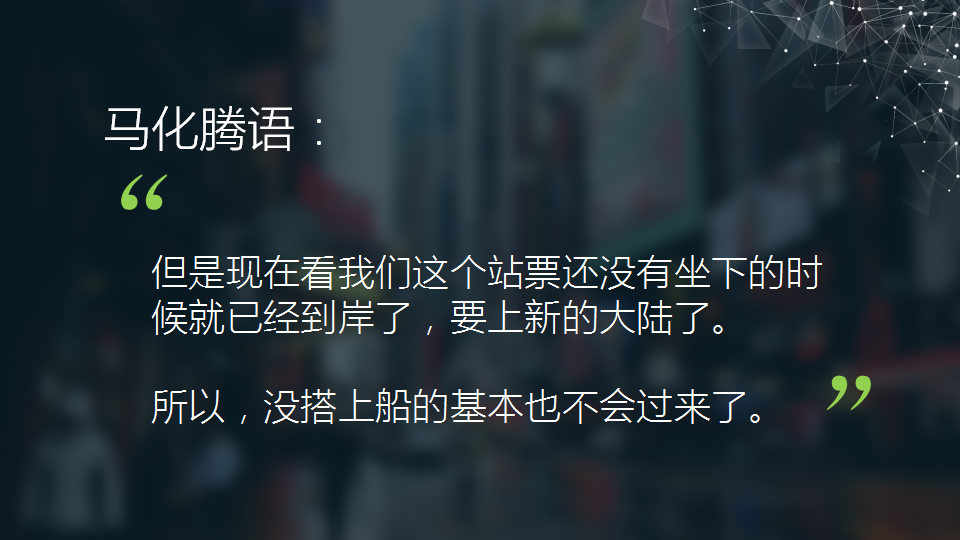 马化腾语：
“
但是现在看我们这个站票还没有坐下的时
候就已经到岸了，要上新的大陆了。
所以，没搭上船的基本也不会过来了。
”